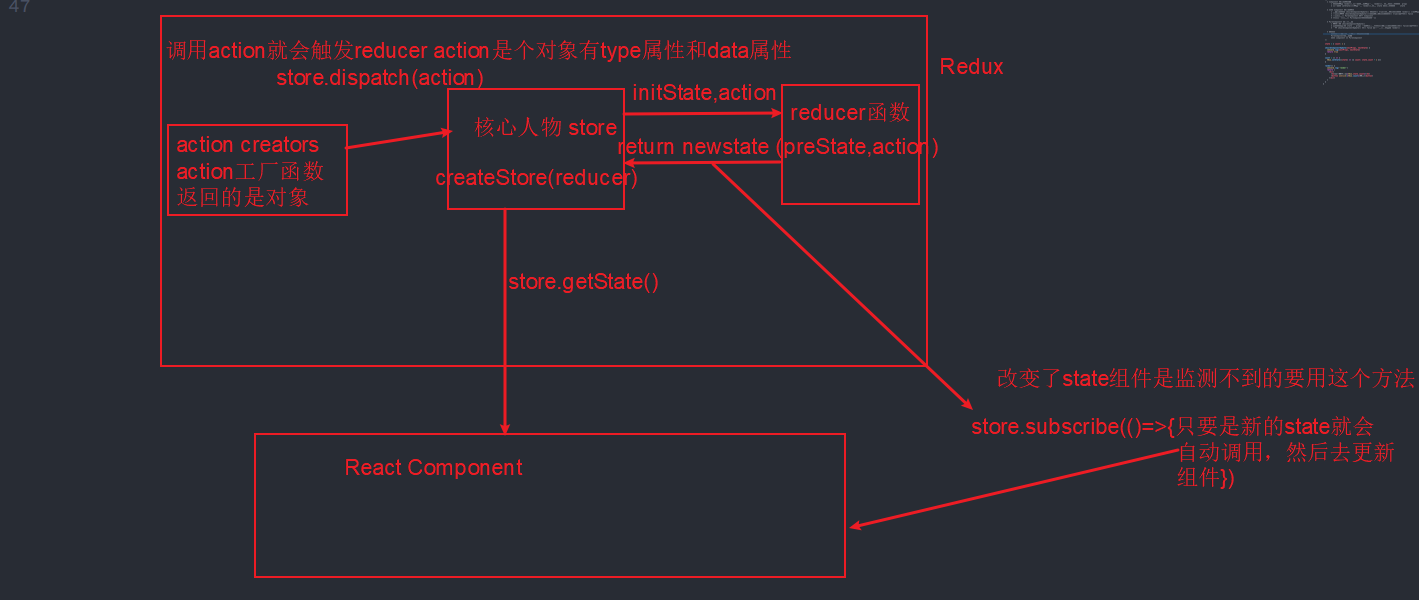 47
调用action就会触发reducer action是个对象有type属性和data属性
store.dispatch(action)
Redux
initState,action
reducer函数
核心人物 store
action creators
action工厂函数
返回的是对象
return newstate (preState,action)
createStore(reducer)
store.getState()
改变了state组件是监测不到的要用这个方法
store.subscribe(()=>{只要是新的state就会
自动调用，然后去更新
组件})
React Component